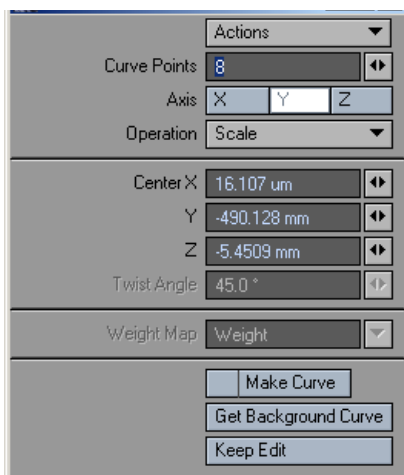 Actions
Curve Points 8
Axis X Y Z
Operation Scale
Center X 16.107 um
Y -490.128 mm
Z -5.4509 mm
Twist Angle 45.0 °
Weight Map Weight
Make Curve
Get Background Curve
Keep Edit